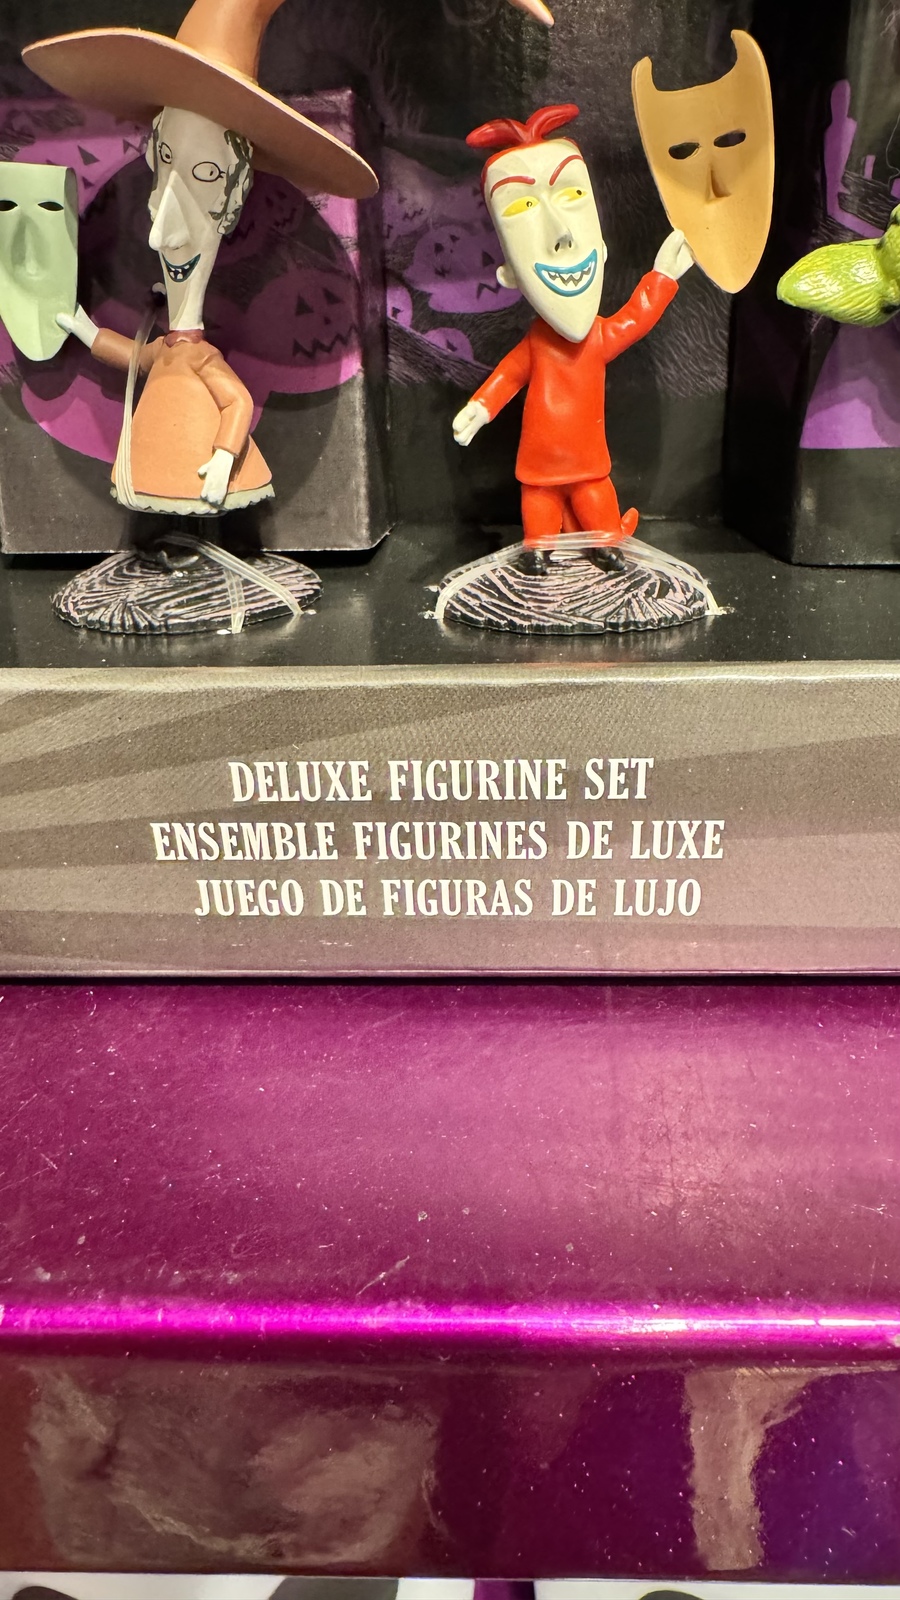 DELUXE FIGURINE SET
ENSEMBLE FIGURINES DE LUXE
JUEGO DE FIGURAS DE LUJO